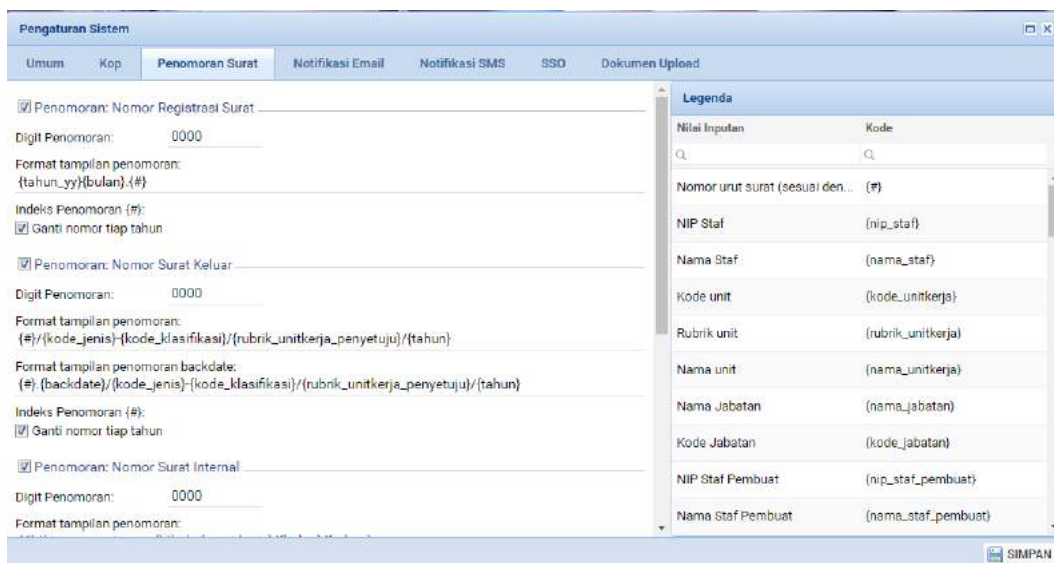 Pengaturan Sistem
Umum Kop Penomoran Surat Notifikasi Email Notifikasi SMS SSO Dokumen Upload
Penomoran: Nomor Registrasi Surat
Digit Penomoran: 0000
Format tampilan penomoran:
{tahun_yy}{bulan}.{#}
Indeks Penomoran {#}:
Ganti nomor tiap tahun
Penomoran: Nomor Surat Keluar
Digit Penomoran: 0000
Format tampilan penomoran:
{#}/{kode_jenis}-{kode_klasifikasi}/{rubrik_unitkerja_penyetuju}/{tahun}
Format tampilan penomoran backdate:
{#}.{backdate}/{kode_jenis}-{kode_klasifikasi}/{rubrik_unitkerja_penyetuju}/{tahun}
Indeks Penomoran {#}:
Ganti nomor tiap tahun
Penomoran: Nomor Surat Internal
Digit Penomoran: 0000
Format tampilan penomoran:
Legenda
Nilai Inputan Kode
Nomor urut surat (sesuai den... {#}
NIP Staf {nip_staf}
Nama Staf {nama_staf}
Kode unit {kode_unitkerja}
Rubrik unit {rubrik_unitkerja}
Nama unit {nama_unitkerja}
Nama Jabatan {nama_jabatan}
Kode Jabatan {kode_jabatan}
NIP Staf Pembuat {nip_staf_pembuat}
Nama Staf Pembuat {nama_staf_pembuat}
SIMPAN